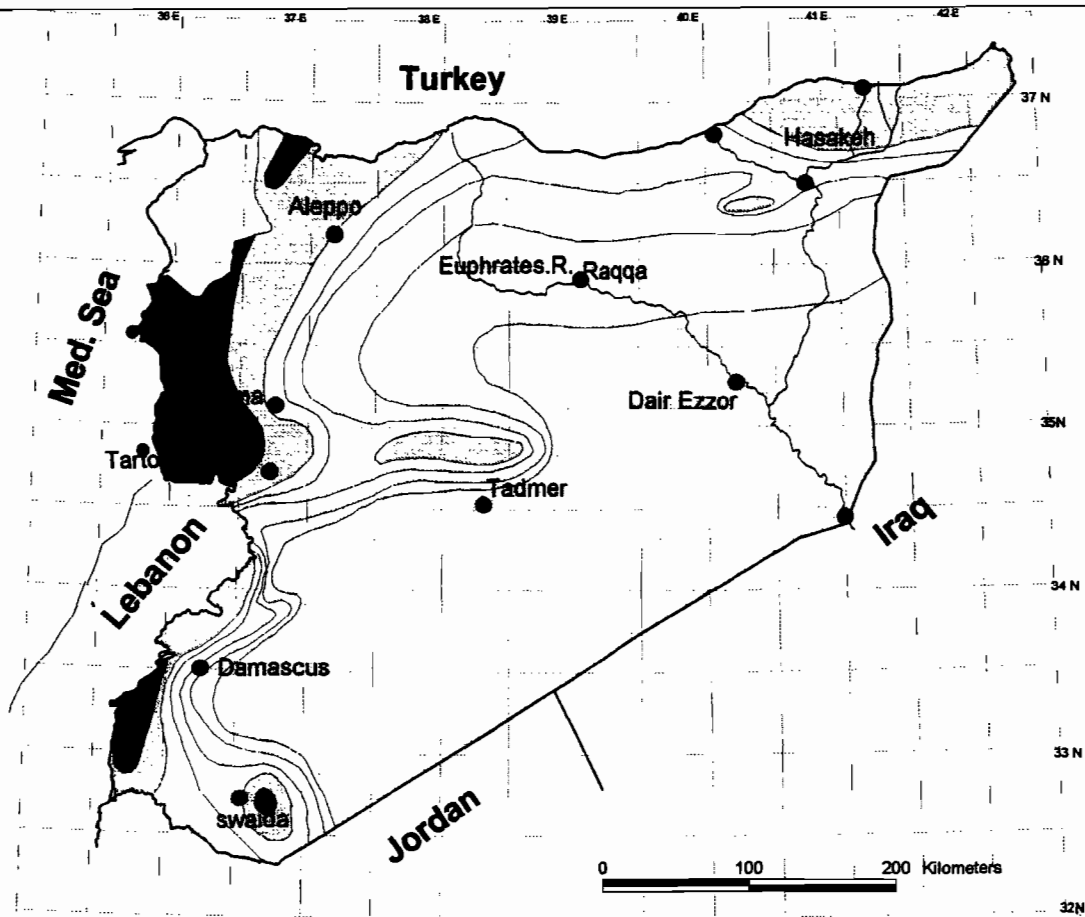 36 E 37 E 38 E 39 E 40 E 41 E 42 E
Turkey
37 N
Hasakeh
Aleppo
36 N
Euphrates.R. Raqqa
Med. Sea
Dair Ezzor
35N
Tarto
Tadmer
Iraq
Lebanon
34 N
Damascus
33 N
swaida
Jordan
0 100 200 Kilometers
32N